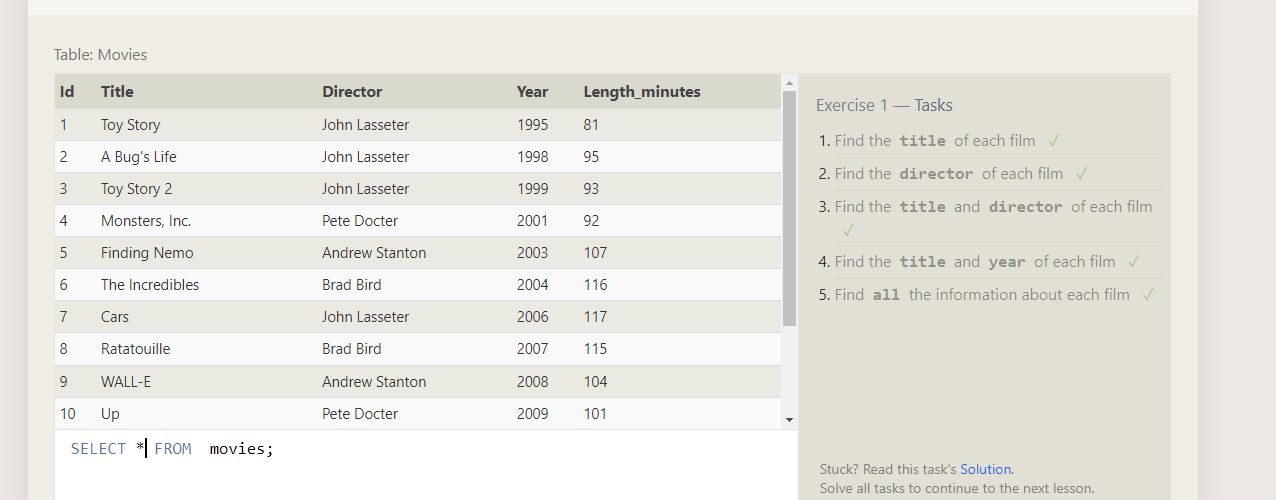 Table: Movies
Id Title Director Year Length_minutes
1 Toy Story John Lasseter 1995 81
2 A Bug's Life John Lasseter 1998 95
3 Toy Story 2 John Lasseter 1999 93
4 Monsters, Inc. Pete Docter 2001 92
5 Finding Nemo Andrew Stanton 2003 107
6 The Incredibles Brad Bird 2004 116
7 Cars John Lasseter 2006 117
8 Ratatouille Brad Bird 2007 115
9 WALL-E Andrew Stanton 2008 104
10 Up Pete Docter 2009 101
SELECT * FROM  movies;
Exercise 1 — Tasks
1. Find the title of each film ✓
2. Find the director of each film ✓
3. Find the title and director of each film
✓
4. Find the title and year of each film ✓
5. Find all the information about each film ✓
Stuck? Read this task's Solution.
Solve all tasks to continue to the next lesson.